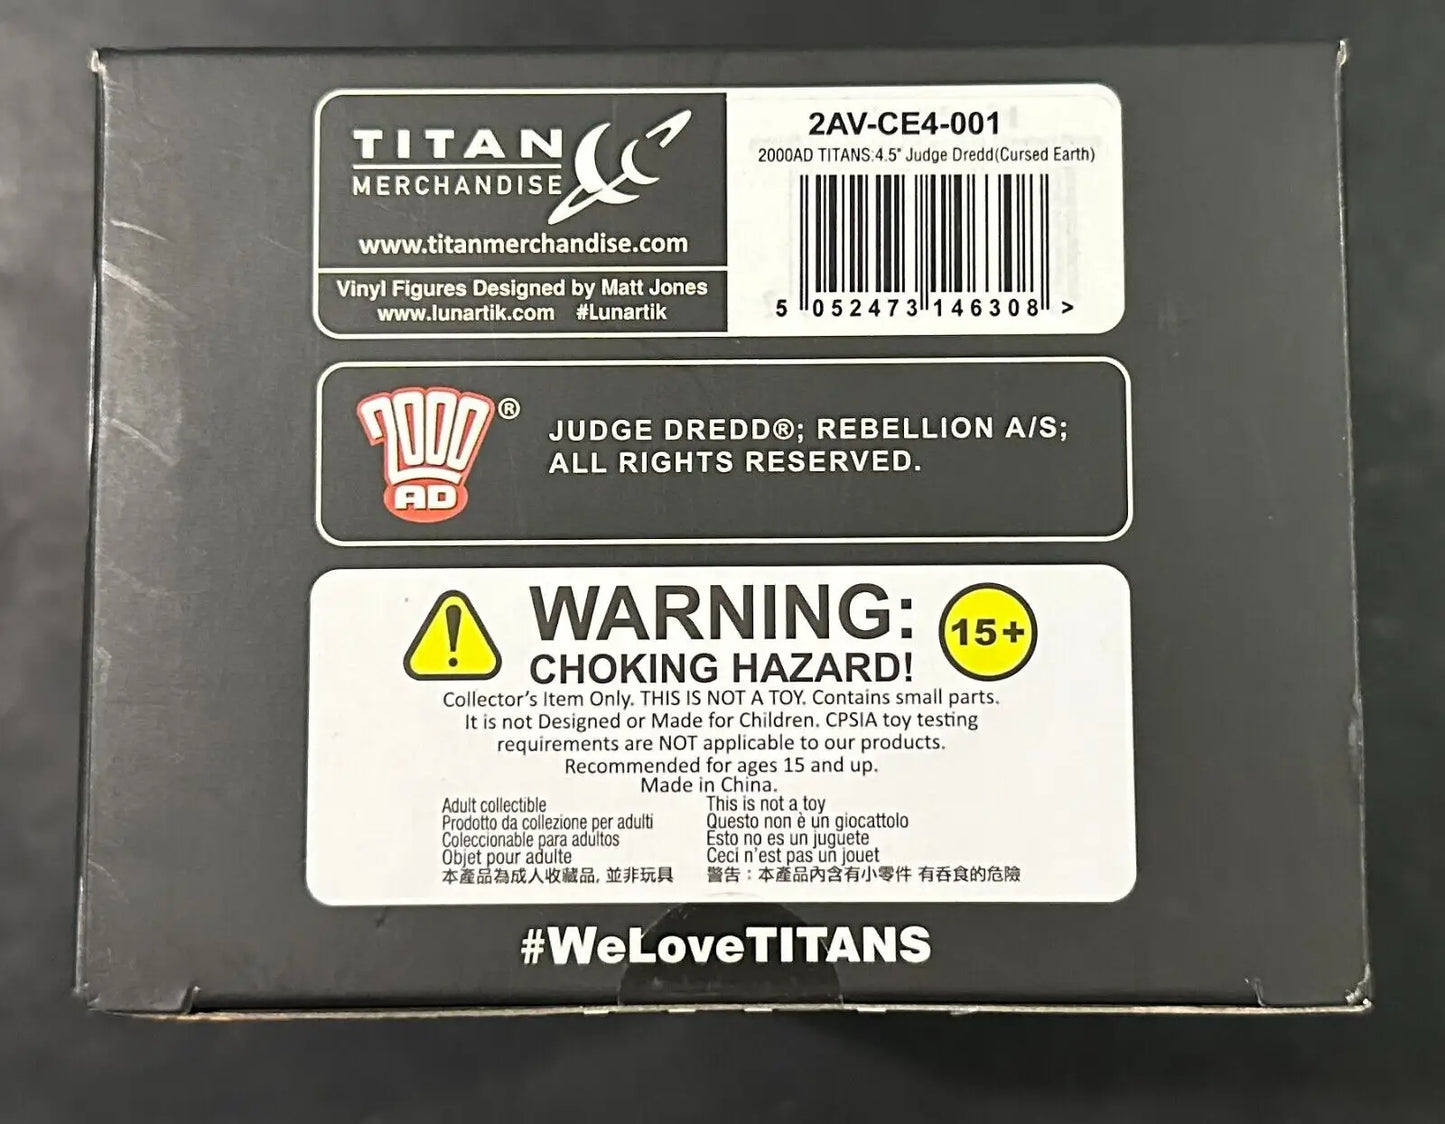 TITAN
MERCHANDISE
www.titanmerchandise.com
Vinyl Figures Designed by Matt Jones
www.lunartik.com #Lunartik
2AV-CE4-001
2000AD TITANS:4.5" Judge Dredd(Cursed Earth)
5 052473 146308 >
2000 ®
AD
JUDGE DREDD®; REBELLION A/S;
ALL RIGHTS RESERVED.
WARNING:
CHOKING HAZARD!
15+
Collector's Item Only. THIS IS NOT A TOY. Contains small parts.
It is not Designed or Made for Children. CPSIA toy testing
requirements are NOT applicable to our products.
Recommended for ages 15 and up.
Made in China.
Adult collectible
Prodotto da collezione per adulti
Coleccionable para adultos
Objet pour adulte
本產品為成人收藏品, 並非玩具
This is not a toy
Questo non è un giocattolo
Esto no es un juguete
Ceci n'est pas un jouet
警告：本產品內含有小零件 有吞食的危險
#WeLoveTITANS